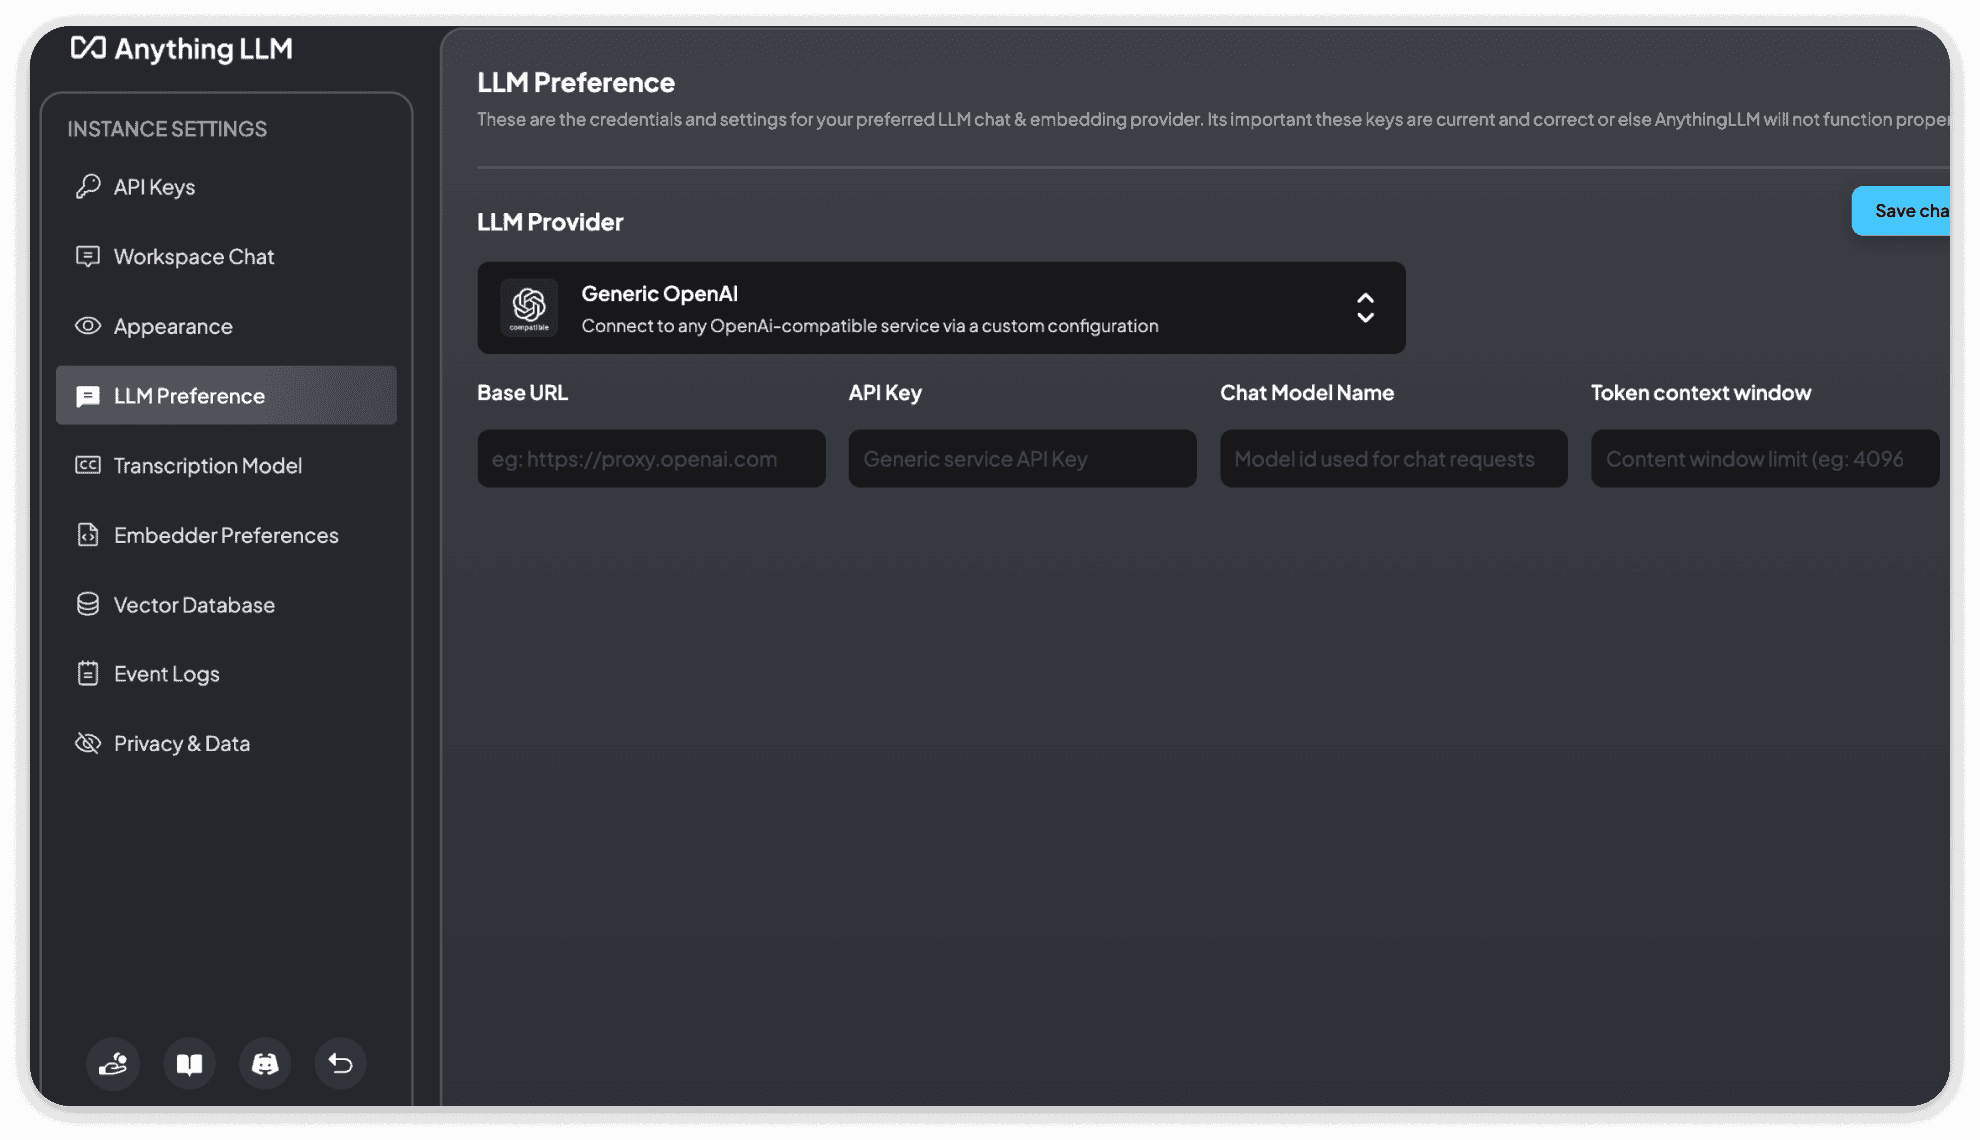 Anything LLM
INSTANCE SETTINGS
API Keys
Workspace Chat
Appearance
LLM Preference
Transcription Model
Embedder Preferences
Vector Database
Event Logs
Privacy & Data
LLM Preference
These are the credentials and settings for your preferred LLM chat & embedding provider. Its important these keys are current and correct or else AnythingLLM will not function proper
Save cha
LLM Provider
compatible
Generic OpenAI
Connect to any OpenAi-compatible service via a custom configuration
Base URL
API Key
Chat Model Name
Token context window
eg: https://proxy.openai.com
Generic service API Key
Model id used for chat requests
Content window limit (eg: 4096